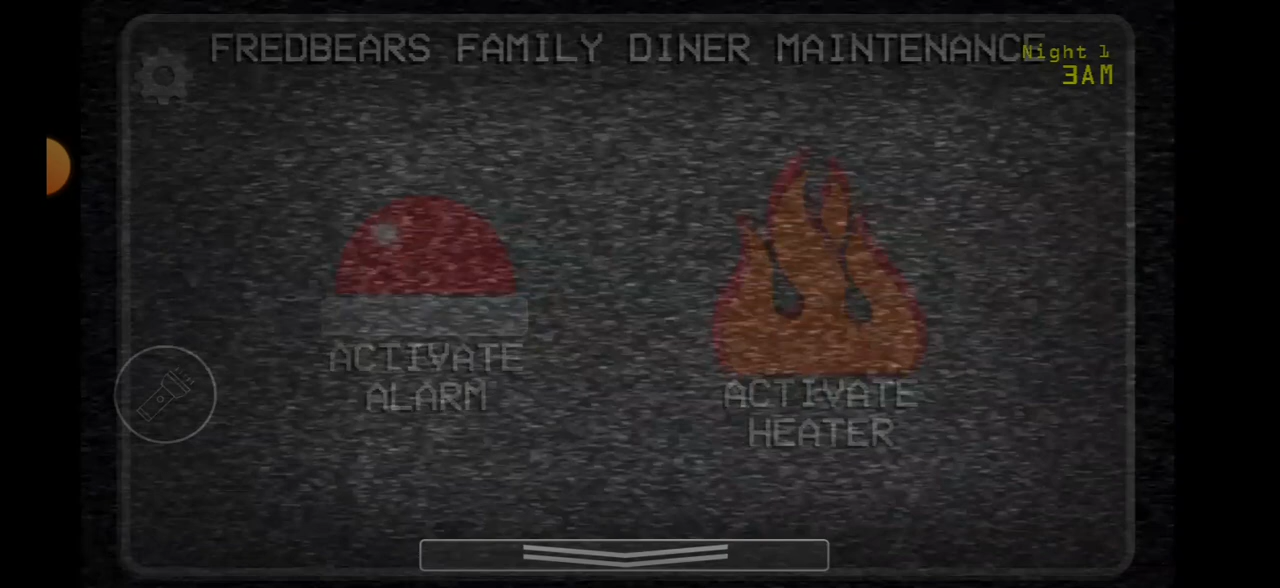 FREDBEARS FAMILY DINER MAINTENANCE
Night 1
3AM
ACTIVATE
ALARM
ACTIVATE
HEATER